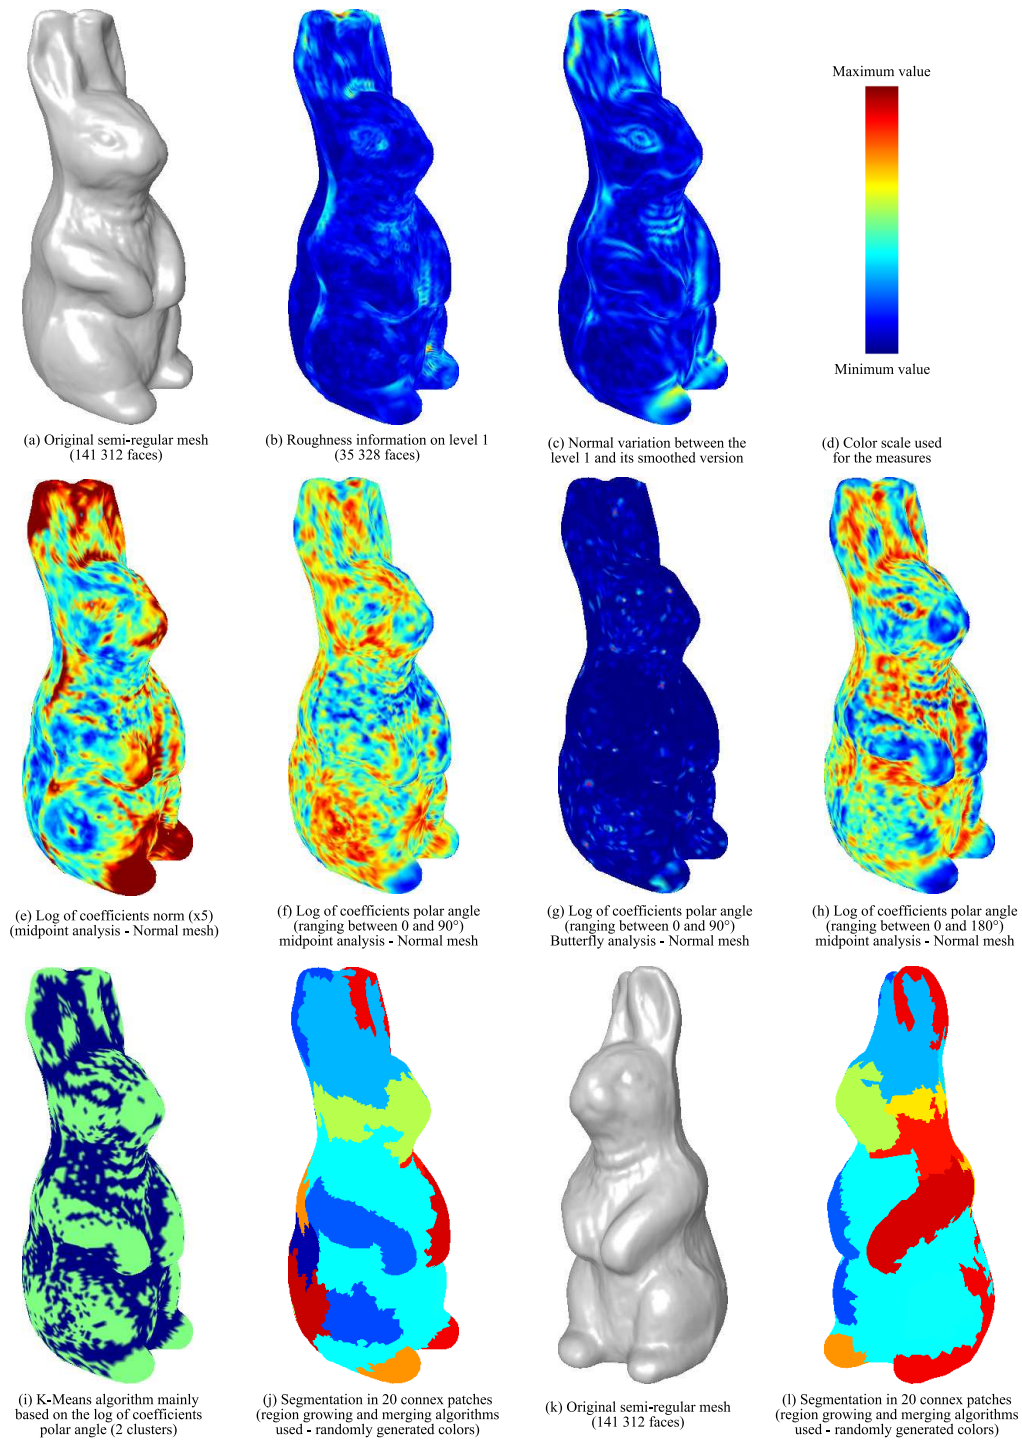 Maximum value
Minimum value
(a) Original semi-regular mesh
(141 312 faces)
(b) Roughness information on level 1
(35 328 faces)
(c) Normal variation between the
level 1 and its smoothed version
(d) Color scale used
for the measures
(e) Log of coefficients norm (x5)
(midpoint analysis - Normal mesh)
(f) Log of coefficients polar angle
(ranging between 0 and 90°)
midpoint analysis - Normal mesh
(g) Log of coefficients polar angle
(ranging between 0 and 90°)
Butterfly analysis - Normal mesh
(h) Log of coefficients polar angle
(ranging between 0 and 180°)
midpoint analysis - Normal mesh
(i) K-Means algorithm mainly
based on the log of coefficients
polar angle (2 clusters)
(j) Segmentation in 20 connex patches
(region growing and merging algorithms
used - randomly generated colors)
(k) Original semi-regular mesh
(141 312 faces)
(l) Segmentation in 20 connex patches
(region growing and merging algorithms
used - randomly generated colors)